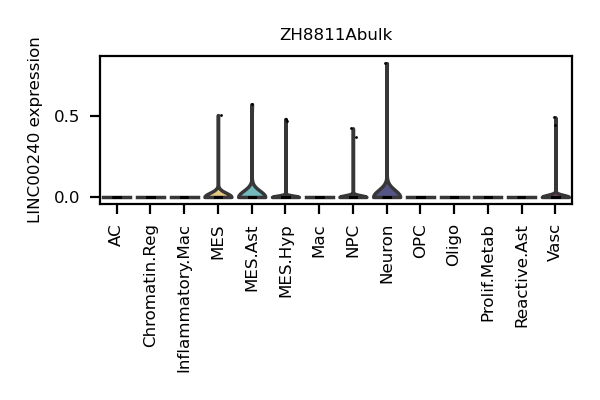 ZH8811Abulk
LINC00240 expression
0.5
0.0
AC
Chromatin.Reg
Inflammatory.Mac
MES
MES.Ast
MES.Hyp
Mac
NPC
Neuron
OPC
Oligo
Prolif.Metab
Reactive.Ast
Vasc